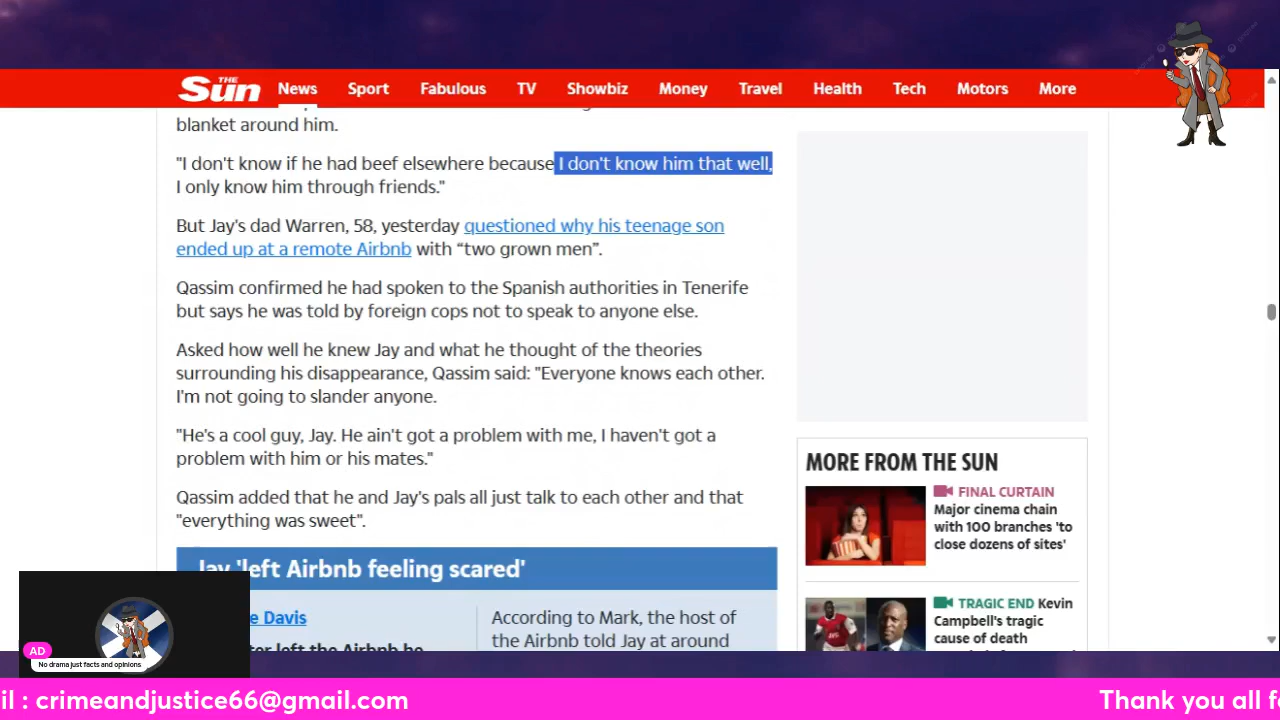 THE
Sun
News
Sport
Fabulous
TV
Showbiz
Money
Travel
Health
Tech
Motors
More
blanket around him.
"I don't know if he had beef elsewhere because I don't know him that well,
I only know him through friends."
But Jay's dad Warren, 58, yesterday questioned why his teenage son
ended up at a remote Airbnb with “two grown men”.
Qassim confirmed he had spoken to the Spanish authorities in Tenerife
but says he was told by foreign cops not to speak to anyone else.
Asked how well he knew Jay and what he thought of the theories
surrounding his disappearance, Qassim said: "Everyone knows each other.
I'm not going to slander anyone.
"He's a cool guy, Jay. He ain't got a problem with me, I haven't got a
problem with him or his mates."
Qassim added that he and Jay's pals all just talk to each other and that
"everything was sweet".
Jay 'left Airbnb feeling scared'
Davis
left the Airbnb he
According to Mark, the host of
the Airbnb told Jay at around
MORE FROM THE SUN
FINAL CURTAIN
Major cinema chain
with 100 branches 'to
close dozens of sites'
TRAGIC END Kevin
Campbell's tragic
cause of death
AD
No drama just facts and opinions
il : crimeandjustice66@gmail.com
Thank you all f